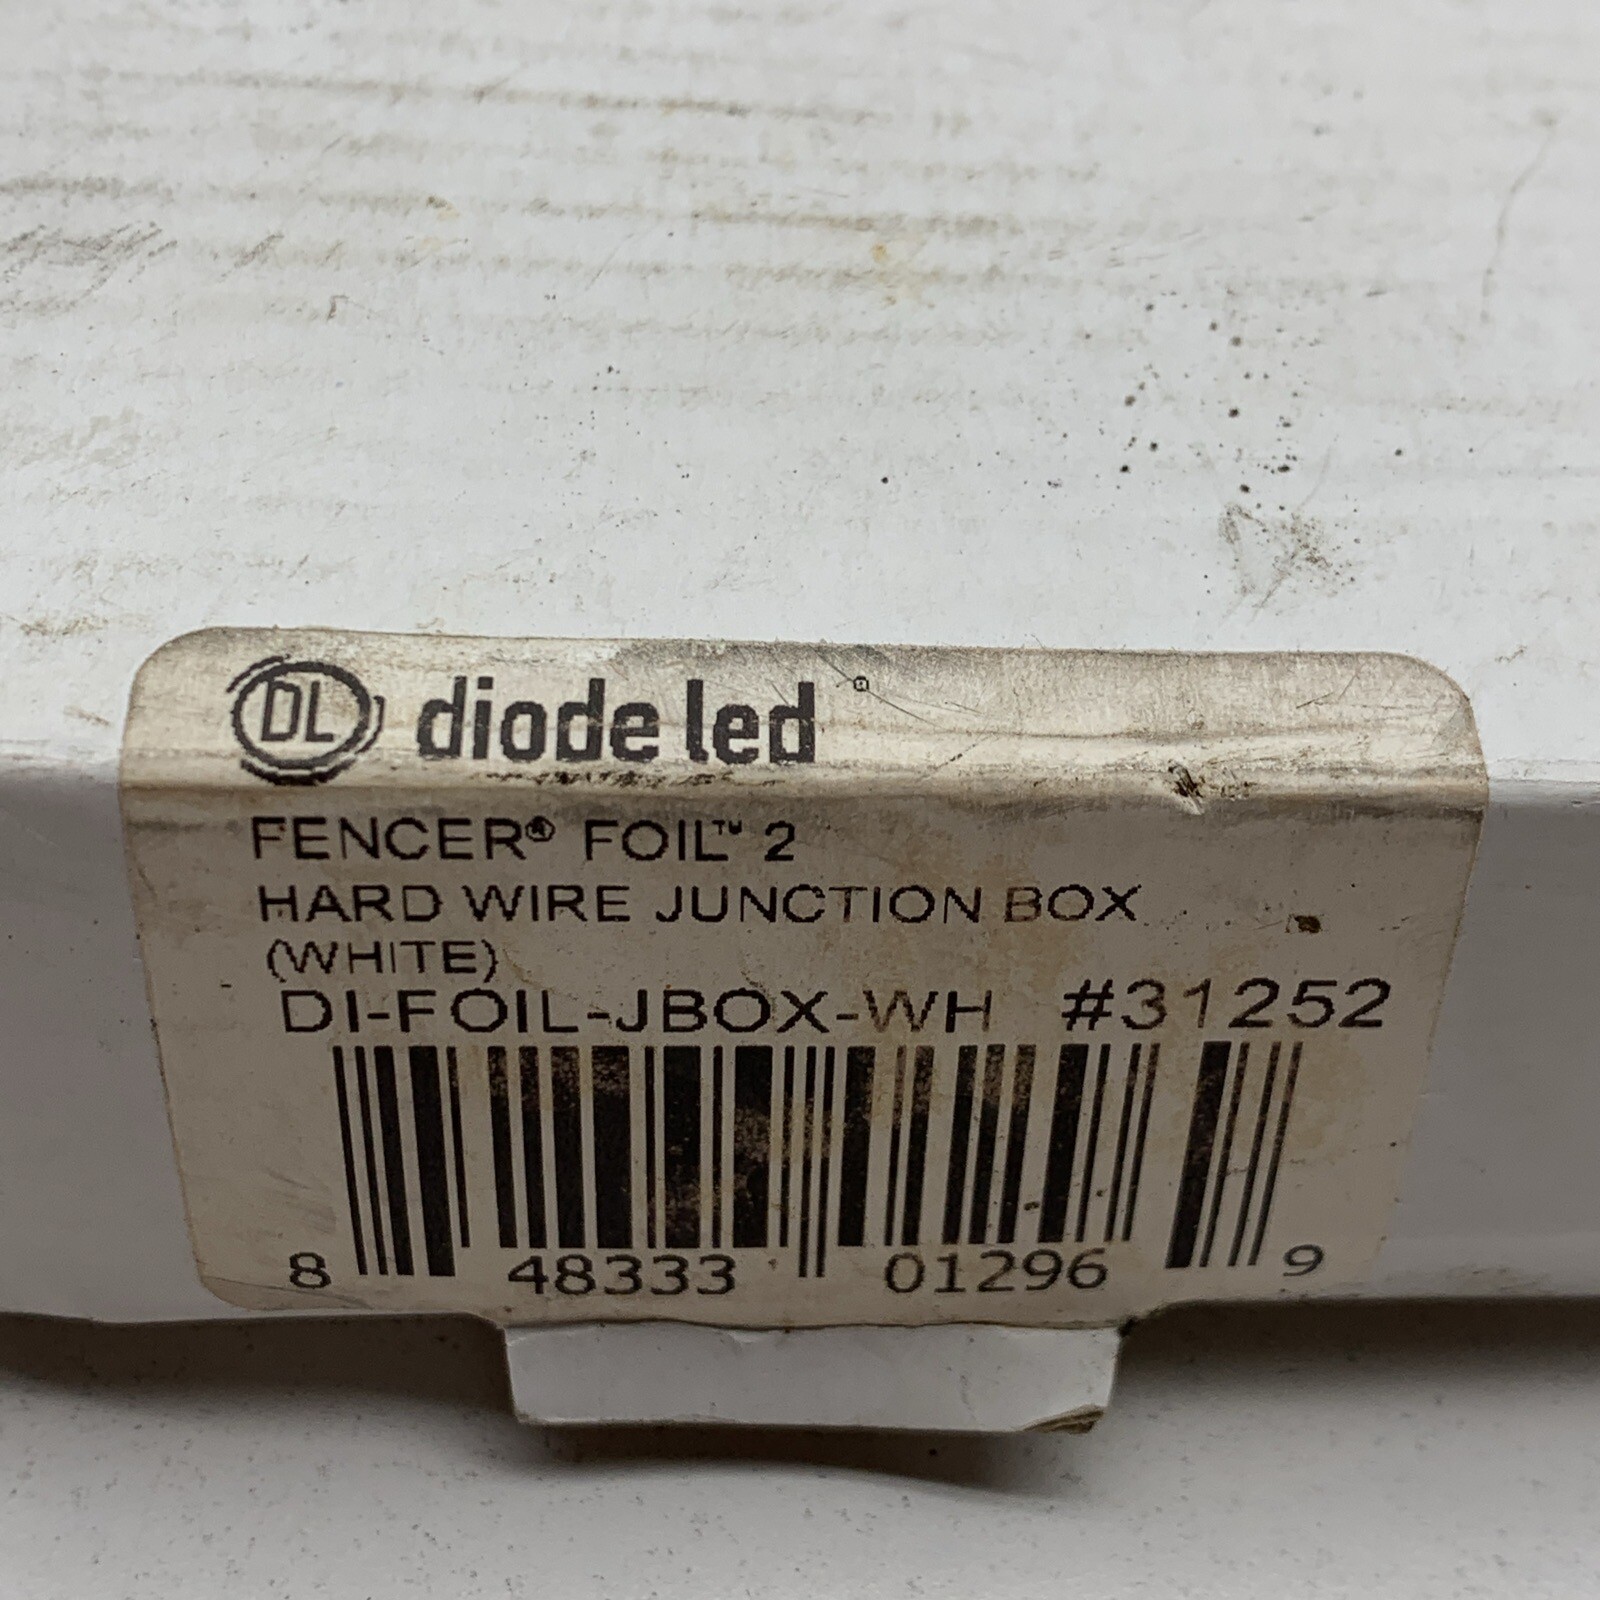 DL diode led®
FENCER® FOIL™ 2
HARD WIRE JUNCTION BOX
(WHITE)
DI-FOIL-JBOX-WH #31252
8 48333 01296 9